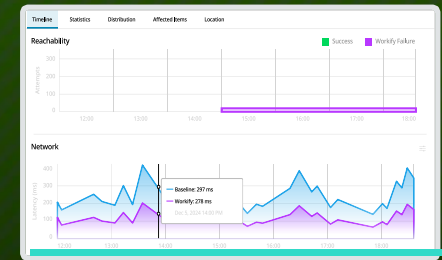 Timeline Statistics Distribution Affected Items Location
Reachability
Success Workify Failure
Attempts
300
200
100
0
12:00 13:00 14:00 15:00 16:00 17:00 18:00
Network
Latency (ms)
400
300
200
100
0
Baseline: 297 ms
Workify: 278 ms
Dec 5, 2024 14:00 PM
12:00 13:00 14:00 15:00 16:00 17:00 18:00